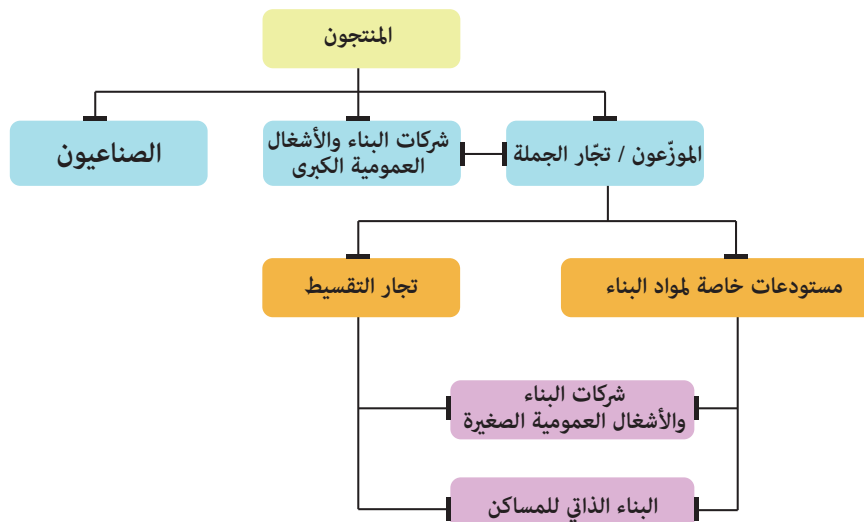 المنتجون
الموزّعون / تجّار الجملة
شركات البناء والأشغال
العمومية الكبرى
الصناعيون
مستودعات خاصة لمواد البناء
تجار التقسيط
شركات البناء
والأشغال العمومية الصغيرة
البناء الذاتي للمساكن